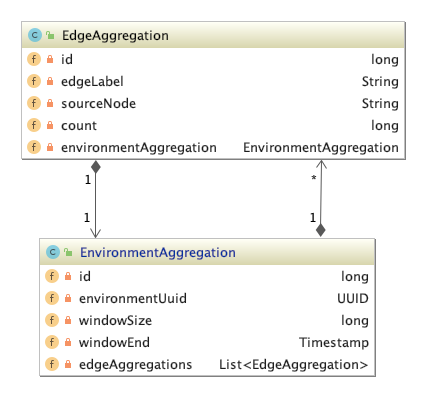 C EdgeAggregation
f id long
f edgeLabel String
f sourceNode String
f count long
f environmentAggregation EnvironmentAggregation
1 *
1 1
C EnvironmentAggregation
f id long
f environmentUuid UUID
f windowSize long
f windowEnd Timestamp
f edgeAggregations List<EdgeAggregation>